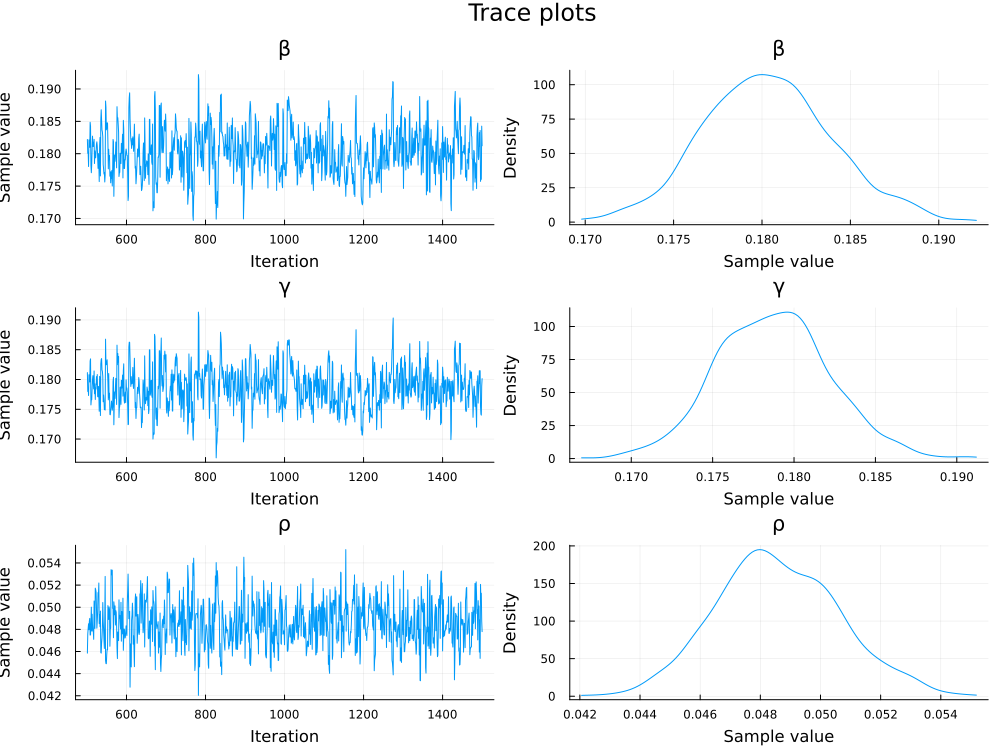 Trace plots
β
β
Sample value
0.190
0.185
0.180
0.175
0.170
600 800 1000 1200 1400
Iteration
Density
100
75
50
25
0
0.170 0.175 0.180 0.185 0.190
Sample value
γ
γ
Sample value
0.190
0.185
0.180
0.175
0.170
600 800 1000 1200 1400
Iteration
Density
100
75
50
25
0
0.170 0.175 0.180 0.185 0.190
Sample value
ρ
ρ
Sample value
0.054
0.052
0.050
0.048
0.046
0.044
0.042
600 800 1000 1200 1400
Iteration
Density
200
150
100
50
0
0.042 0.044 0.046 0.048 0.050 0.052 0.054
Sample value